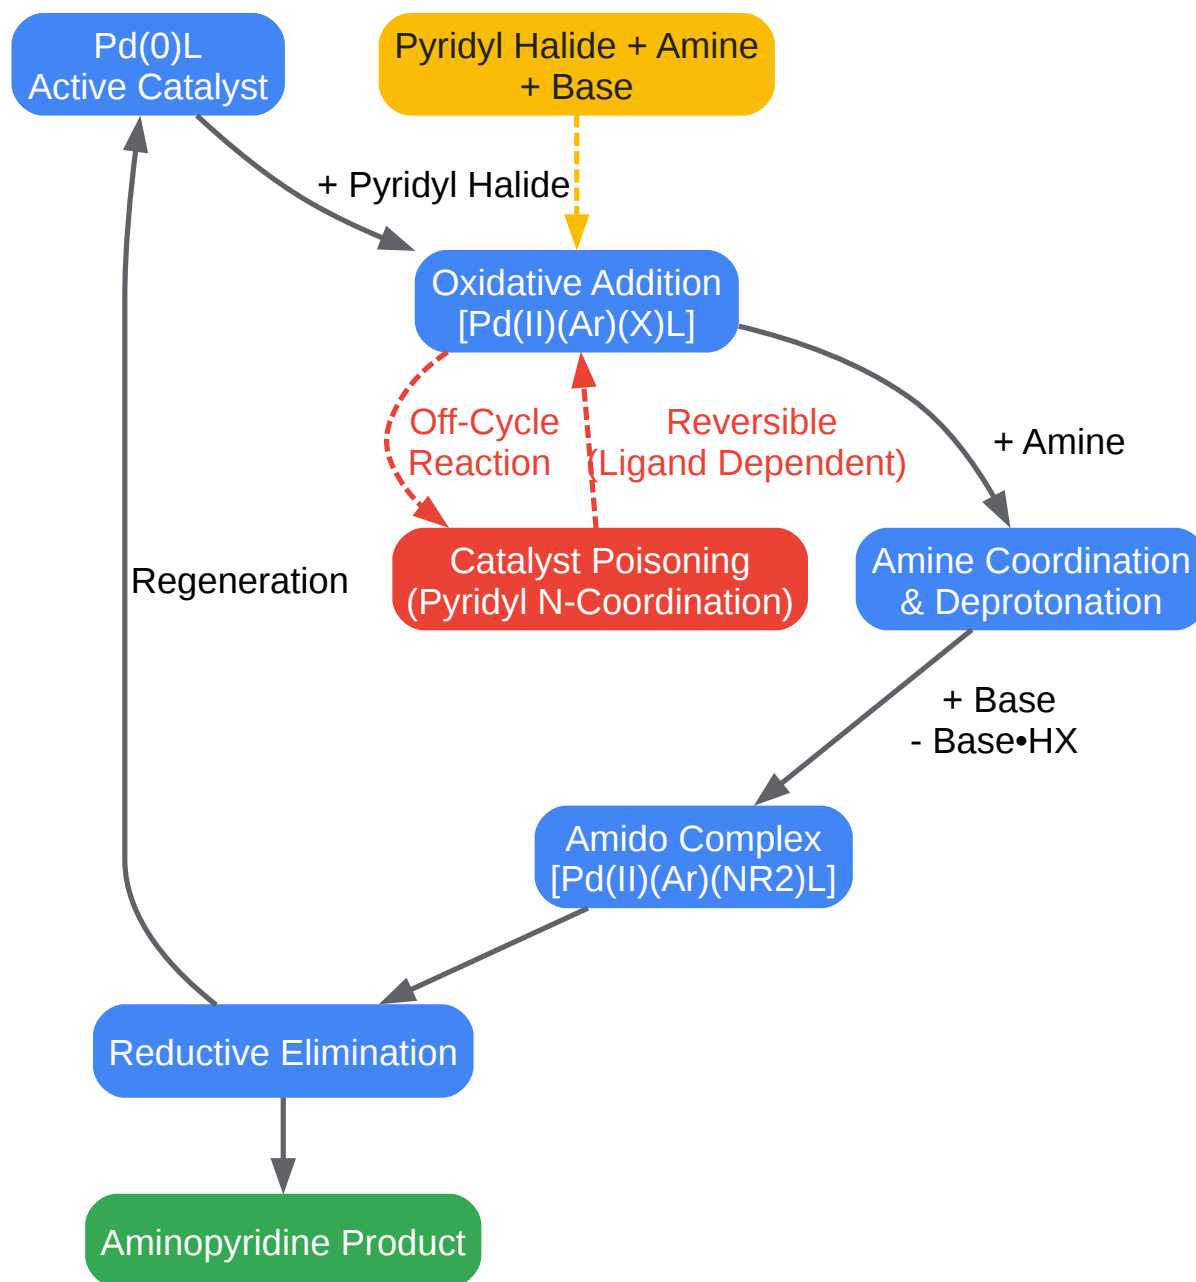 Pd(0)L
Active Catalyst
Pyridyl Halide + Amine
+ Base
+ Pyridyl Halide
Oxidative Addition
[Pd(II)(Ar)(X)L]
Off-Cycle
Reaction
Reversible
(Ligand Dependent)
+ Amine
Catalyst Poisoning
(Pyridyl N-Coordination)
Amine Coordination
& Deprotonation
Regeneration
+ Base
- Base•HX
Amido Complex
[Pd(II)(Ar)(NR2)L]
Reductive Elimination
Aminopyridine Product